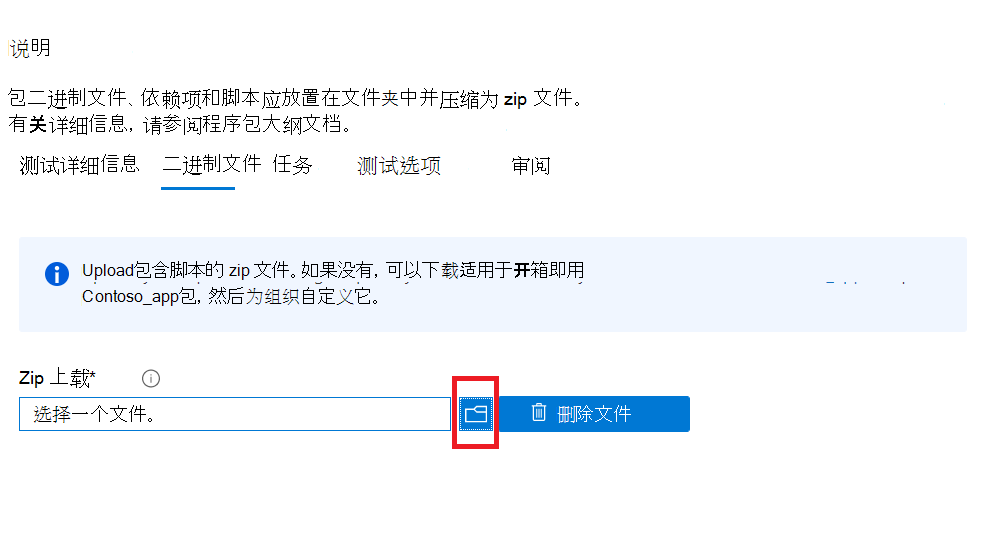 说明
包二进制文件、依赖项和脚本应放置在文件夹中并压缩为 zip 文件。
有关详细信息，请参阅程序包大纲文档。
测试详细信息 二进制文件 任务 测试选项 审阅
Upload包含脚本的 zip 文件。如果没有，可以下载适用于开箱即用
Contoso_app包，然后为组织自定义它。
Zip 上载*
选择一个文件。 删除文件